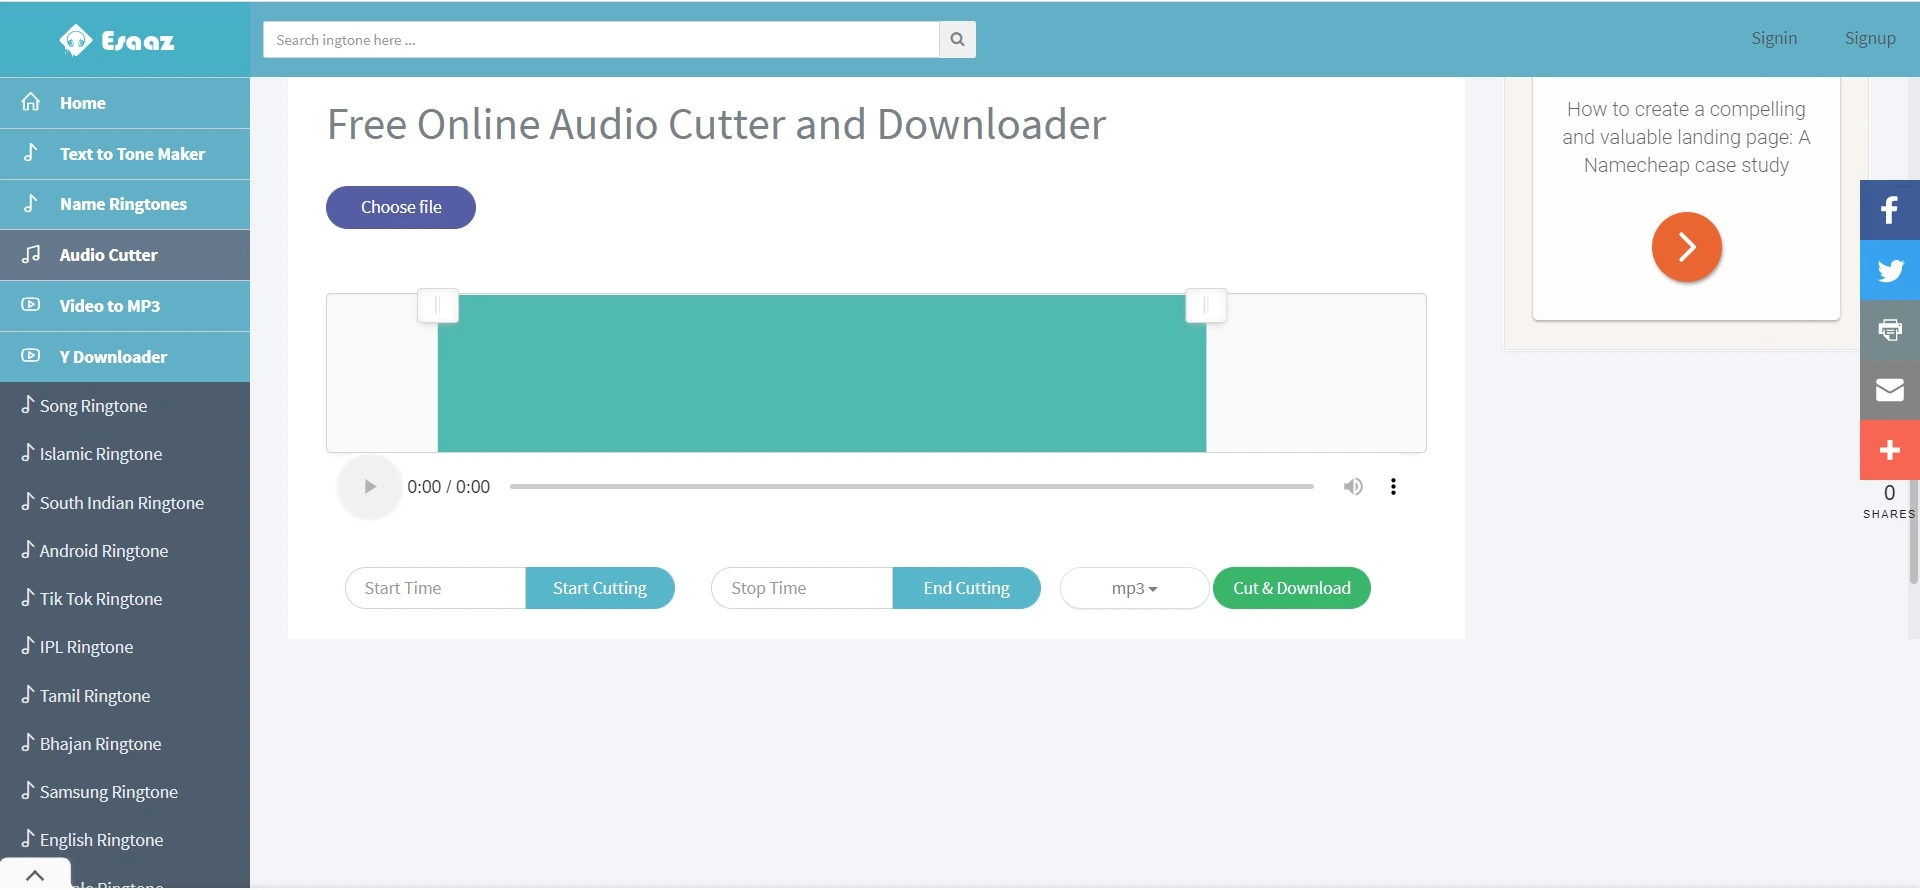 Esaaz
Search ingtone here ...
Signin
Signup
Home
Text to Tone Maker
Name Ringtones
Audio Cutter
Video to MP3
Y Downloader
Song Ringtone
Islamic Ringtone
South Indian Ringtone
Android Ringtone
Tik Tok Ringtone
IPL Ringtone
Tamil Ringtone
Bhajan Ringtone
Samsung Ringtone
English Ringtone
Free Online Audio Cutter and Downloader
Choose file
0:00 / 0:00
Start Time
Start Cutting
Stop Time
End Cutting
mp3
Cut & Download
How to create a compelling
and valuable landing page: A
Namecheap case study
0
SHARES